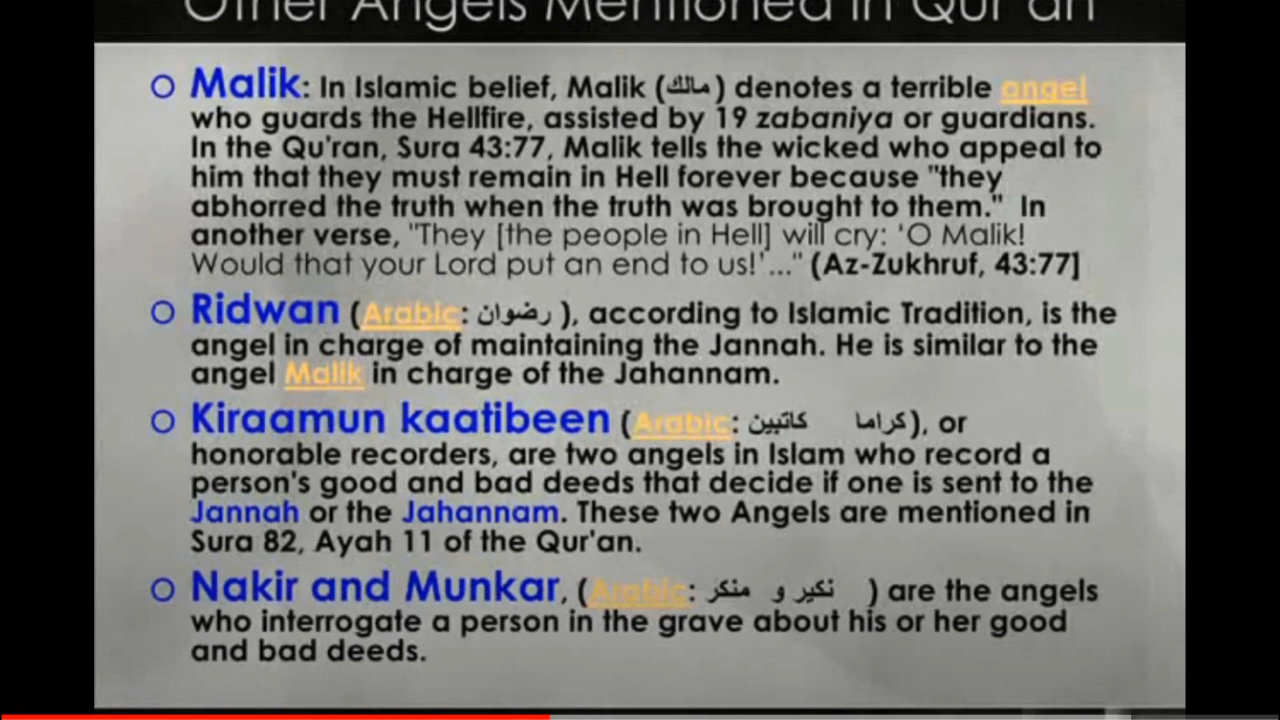 Other Angels Mentioned in Qur'an
Malik: In Islamic belief, Malik (مالك) denotes a terrible angel
who guards the Hellfire, assisted by 19 zabaniya or guardians.
In the Qu'ran, Sura 43:77, Malik tells the wicked who appeal to
him that they must remain in Hell forever because "they
abhorred the truth when the truth was brought to them." In
another verse, "They [the people in Hell] will cry: ‘O Malik!
Would that your Lord put an end to us!’..." (Az-Zukhruf, 43:77]
Ridwan (Arabic: رضوان ), according to Islamic Tradition, is the
angel in charge of maintaining the Jannah. He is similar to the
angel Malik in charge of the Jahannam.
Kiraamun kaatibeen (Arabic: كراما كاتبين), or
honorable recorders, are two angels in Islam who record a
person's good and bad deeds that decide if one is sent to the
Jannah or the Jahannam. These two Angels are mentioned in
Sura 82, Ayah 11 of the Qur'an.
Nakir and Munkar, (Arabic: نكير و منكر ) are the angels
who interrogate a person in the grave about his or her good
and bad deeds.